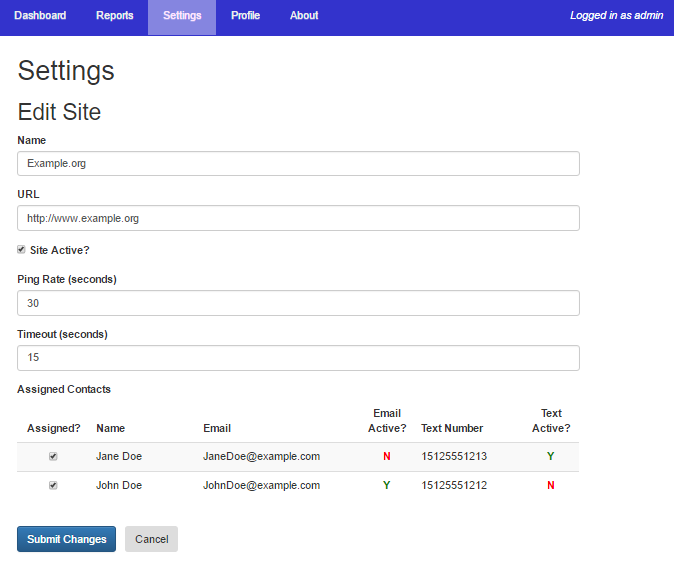 Dashboard Reports Settings Profile About Logged in as admin
Settings
Edit Site
Name
Example.org
URL
http://www.example.org
Site Active?
Ping Rate (seconds)
30
Timeout (seconds)
15
Assigned Contacts
Assigned? Name Email Email Active? Text Number Text Active?
Jane Doe JaneDoe@example.com N 15125551213 Y
John Doe JohnDoe@example.com Y 15125551212 N
Submit Changes Cancel